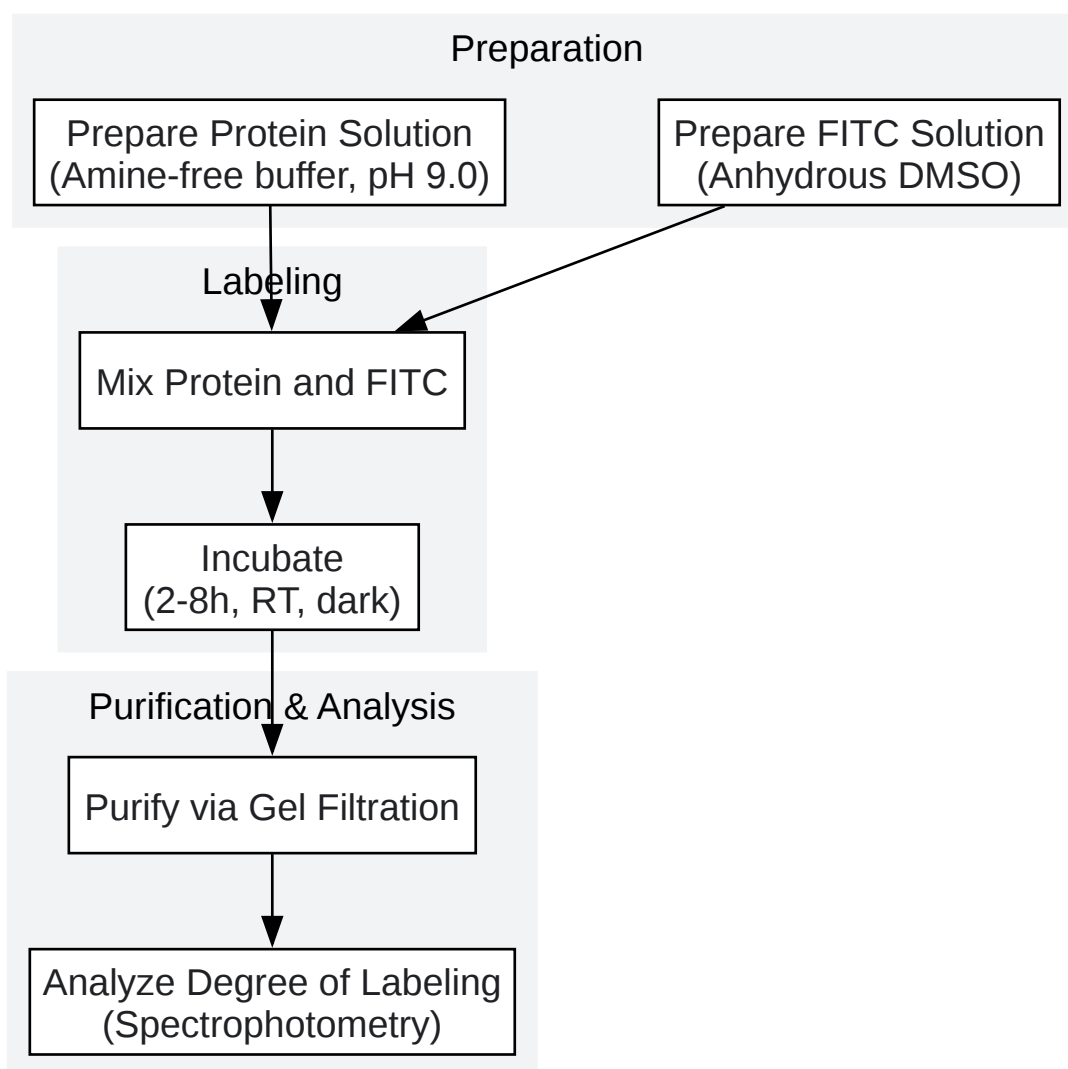 Preparation
Prepare Protein Solution
(Amine-free buffer, pH 9.0)
Prepare FITC Solution
(Anhydrous DMSO)
Labeling
Mix Protein and FITC
Incubate
(2-8h, RT, dark)
Purification & Analysis
Purify via Gel Filtration
Analyze Degree of Labeling
(Spectrophotometry)